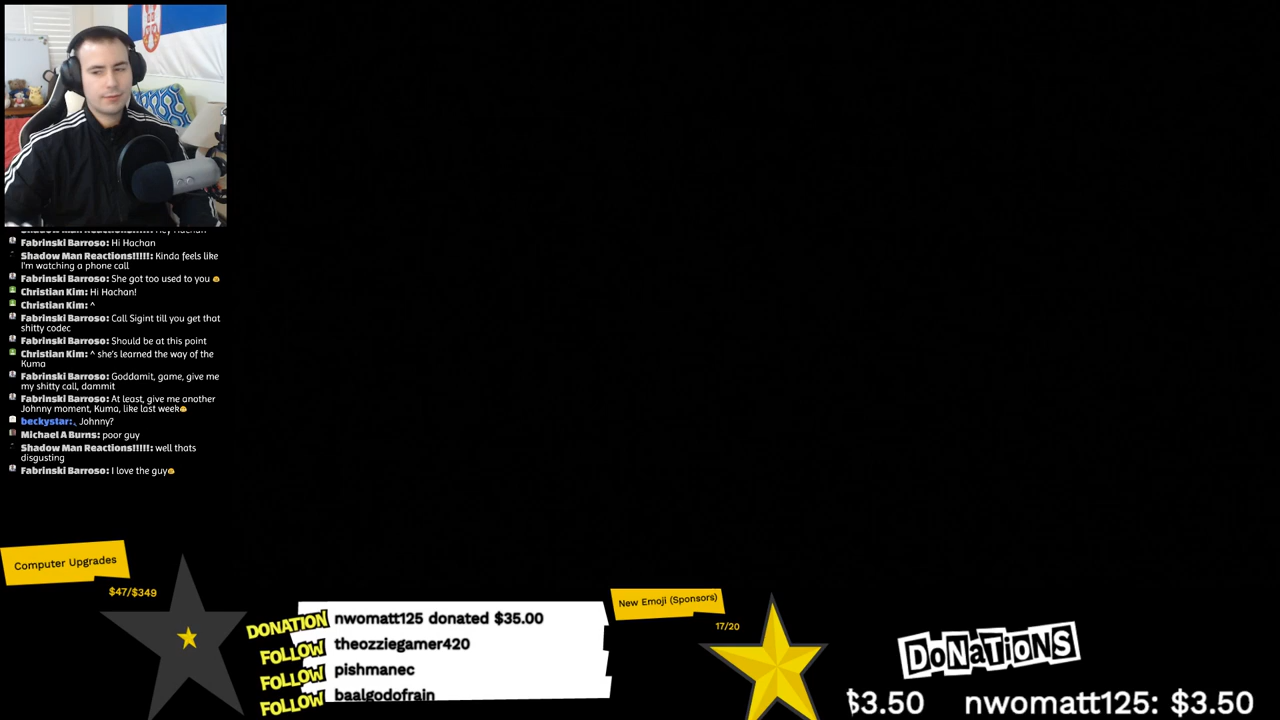 Fabrinski Barroso: Hi Hachan
Shadow Man Reactions!!!!!: Kinda feels like
I'm watching a phone call
Fabrinski Barroso: She got too used to you
Christian Kim: Hi Hachan!
Christian Kim: ^
Fabrinski Barroso: Call Sigint till you get that
shitty codec
Fabrinski Barroso: Should be at this point
Christian Kim: ^ she's learned the way of the
Kuma
Fabrinski Barroso: Goddamit, game, give me
my shitty call, dammit
Fabrinski Barroso: At least, give me another
Johnny moment, Kuma, like last week
beckystar: Johnny?
Michael A Burns: poor guy
Shadow Man Reactions!!!!!: well thats
disgusting
Fabrinski Barroso: I love the guy
Computer Upgrades
$47/$349
DONATION nwomatt125 donated $35.00
FOLLOW theozziegamer420
FOLLOW pishmanec
FOLLOW baalgodofrain
New Emoji (Sponsors)
17/20
DoNaTiONS
$3.50 nwomatt125: $3.50